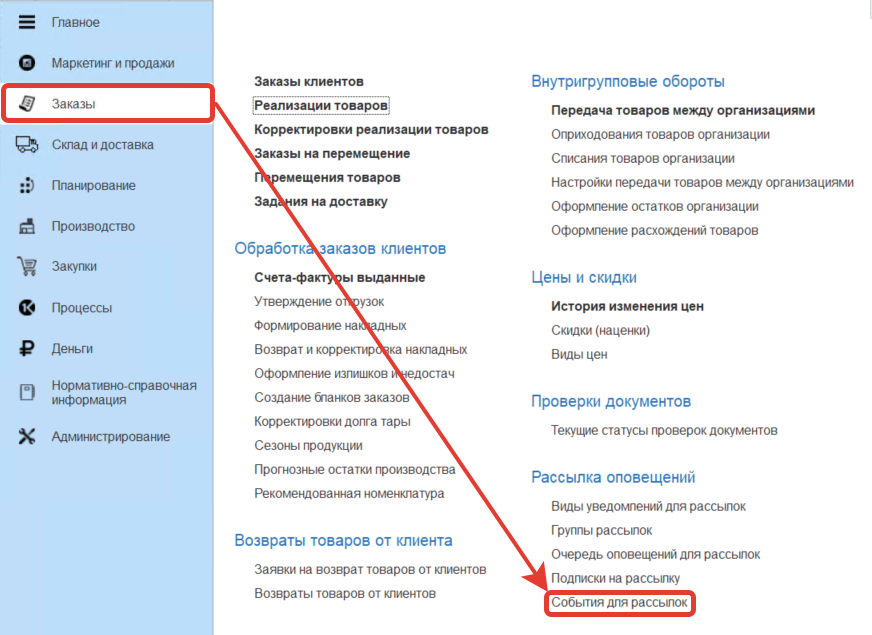 Главное
Маркетинг и продажи
Заказы
Склад и доставка
Планирование
Производство
Закупки
Процессы
Деньги
Нормативно-справочная
информация
Администрирование
Заказы клиентов
Реализации товаров
Корректировки реализации товаров
Заказы на перемещение
Перемещения товаров
Задания на доставку
Обработка заказов клиентов
Счета-фактуры выданные
Утверждение отгрузок
Формирование накладных
Возврат и корректировка накладных
Оформление излишков и недостач
Создание бланков заказов
Корректировки долга тары
Сезоны продукции
Прогнозные остатки производства
Рекомендованная номенклатура
Возвраты товаров от клиента
Заявки на возврат товаров от клиентов
Возвраты товаров от клиентов
Внутригрупповые обороты
Передача товаров между организациями
Оприходования товаров организации
Списания товаров организации
Настройки передачи товаров между организациями
Оформление остатков организации
Оформление расхождений товаров
Цены и скидки
История изменения цен
Скидки (наценки)
Виды цен
Проверки документов
Текущие статусы проверок документов
Рассылка оповещений
Виды уведомлений для рассылок
Группы рассылок
Очередь оповещений для рассылок
Подписки на рассылку
События для рассылок